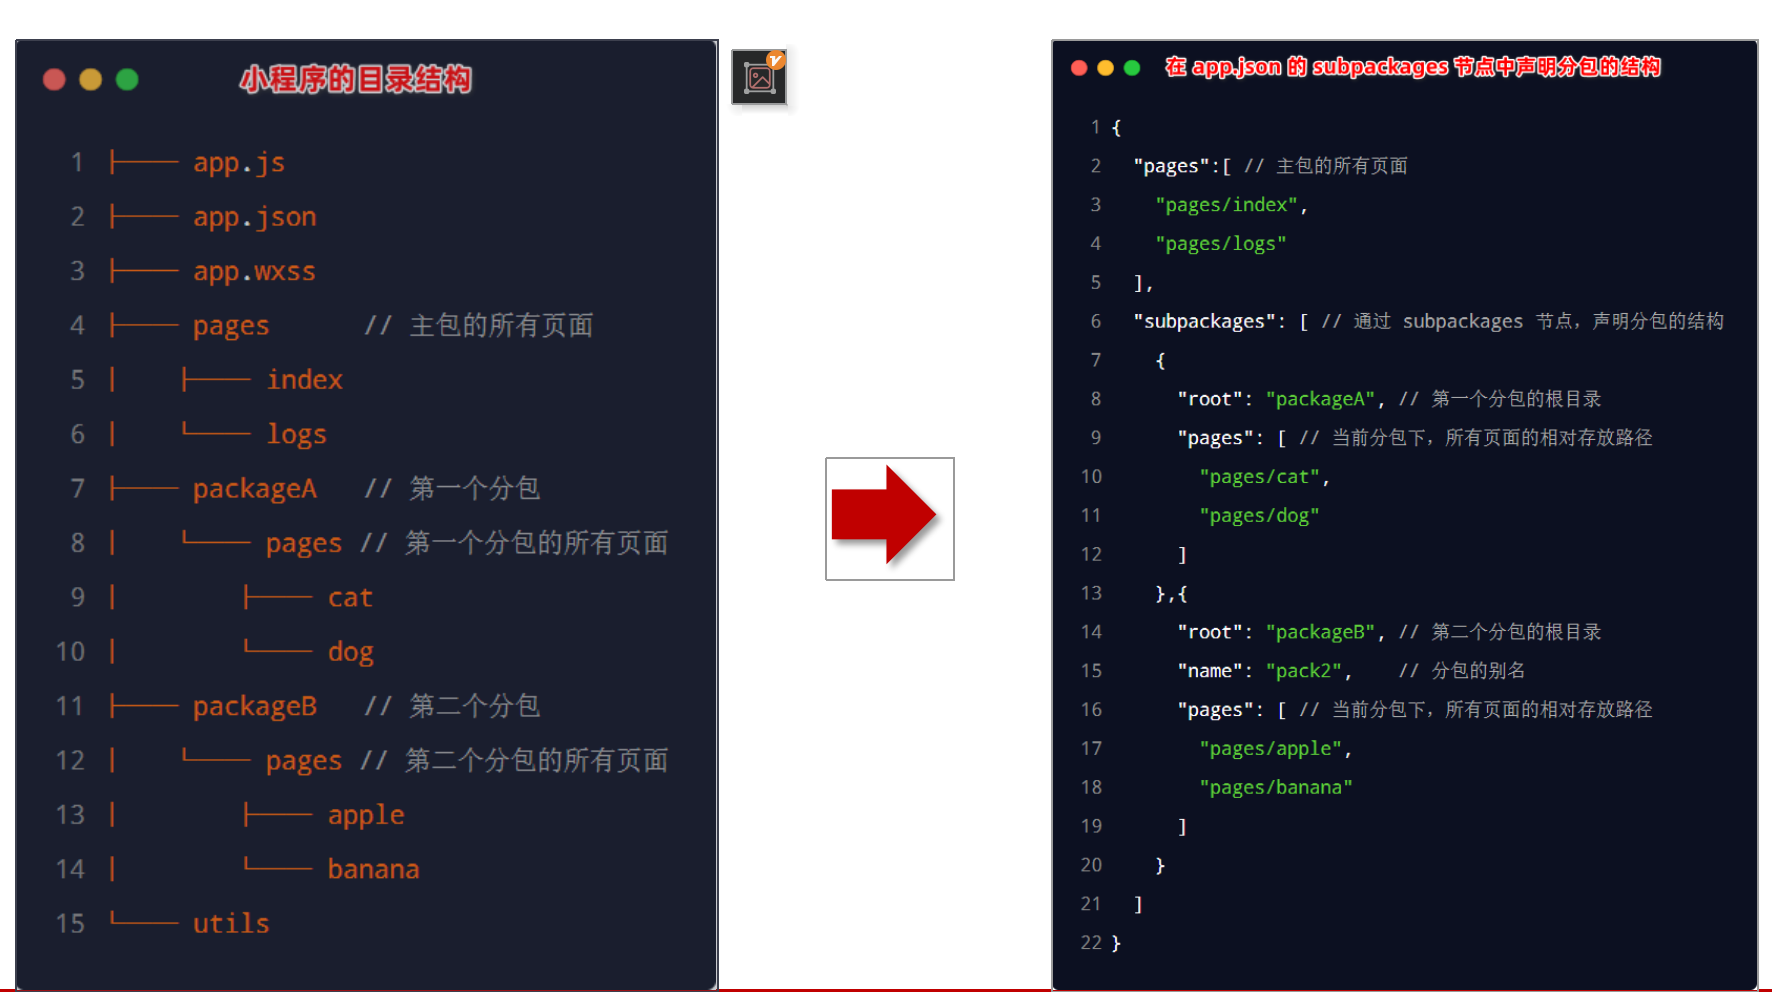 小程序的目录结构
1 ├── app.js
2 ├── app.json
3 ├── app.wxss
4 ├── pages // 主包的所有页面
5 │ ├── index
6 │ └── logs
7 ├── packageA // 第一个分包
8 │ └── pages // 第一个分包的所有页面
9 │ ├── cat
10 │ └── dog
11 ├── packageB // 第二个分包
12 │ └── pages // 第二个分包的所有页面
13 │ ├── apple
14 │ └── banana
15 └── utils
在 app.json 的 subpackages 节点中声明分包的结构
1 {
2 "pages":[ // 主包的所有页面
3 "pages/index",
4 "pages/logs"
5 ],
6 "subpackages": [ // 通过 subpackages 节点，声明分包的结构
7 {
8 "root": "packageA", // 第一个分包的根目录
9 "pages": [ // 当前分包下，所有页面的相对存放路径
10 "pages/cat",
11 "pages/dog"
12 ]
13 },{
14 "root": "packageB", // 第二个分包的根目录
15 "name": "pack2", // 分包的别名
16 "pages": [ // 当前分包下，所有页面的相对存放路径
17 "pages/apple",
18 "pages/banana"
19 ]
20 }
21 ]
22 }